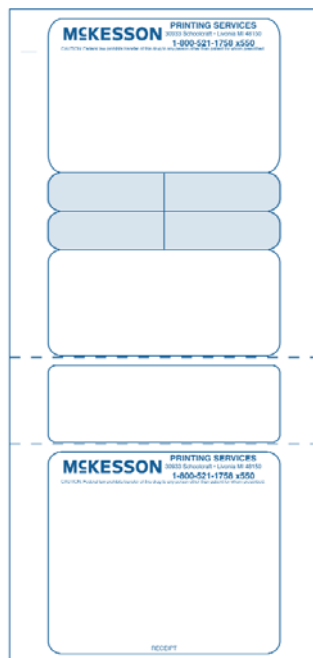 McKESSON
PRINTING SERVICES
30933 Schoolcraft • Livonia MI 48150
1-800-521-1758 x550
CAUTION: Federal law prohibits transfer of this drug to any person other than patient for whom prescribed.
McKESSON
PRINTING SERVICES
30933 Schoolcraft • Livonia MI 48150
1-800-521-1758 x550
CAUTION: Federal law prohibits transfer of this drug to any person other than patient for whom prescribed.
RECEIPT